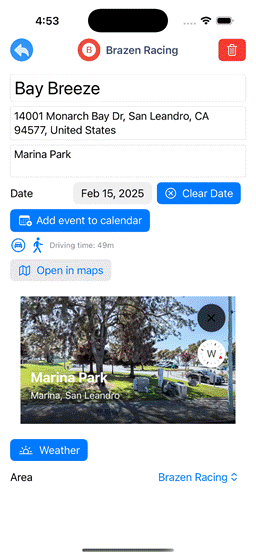 4:53
B Brazen Racing
Bay Breeze
14001 Monarch Bay Dr, San Leandro, CA
94577, United States
Marina Park
Date Feb 15, 2025 Clear Date
Add event to calendar
Driving time: 49m
Open in maps
W
Marina Park
Marina, San Leandro
Weather
Area Brazen Racing